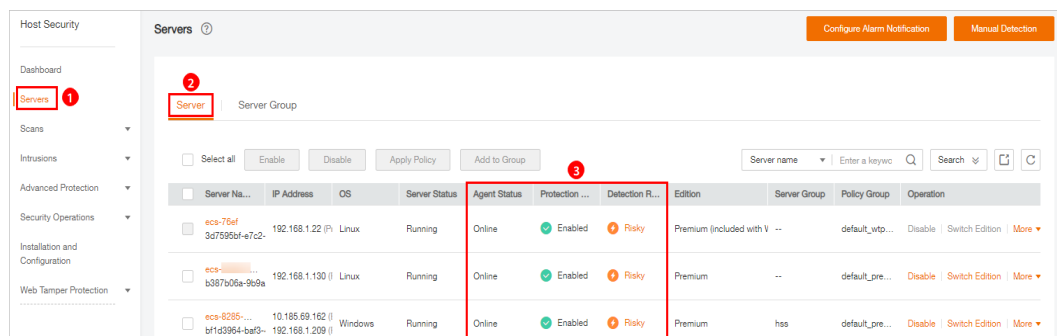 Host Security
Servers ?
Configure Alarm Notification
Manual Detection
Dashboard
Servers 1
Scans
Intrusions
Advanced Protection
Security Operations
Installation and
Configuration
Web Tamper Protection
2
Server Server Group
Select all Enable Disable Apply Policy Add to Group
3
Server name Enter a keywc Search
Server Na... IP Address OS Server Status Agent Status Protection ... Detection R... Edition Server Group Policy Group Operation
ecs-76ef
3d7595bf-e7c2- 192.168.1.22 (Pr Linux Running Online Enabled Risky Premium (included with V -- default_wtp... Disable Switch Edition More
ecs- ...
b387b06a-9b9a 192.168.1.130 (I Linux Running Online Enabled Risky Premium -- default_pre... Disable Switch Edition More
ecs-8285-... 10.185.69.162 (I
bf1d3964-baf3- 192.168.1.209 (I Windows Running Online Enabled Risky Premium hss default_pre... Disable Switch Edition More